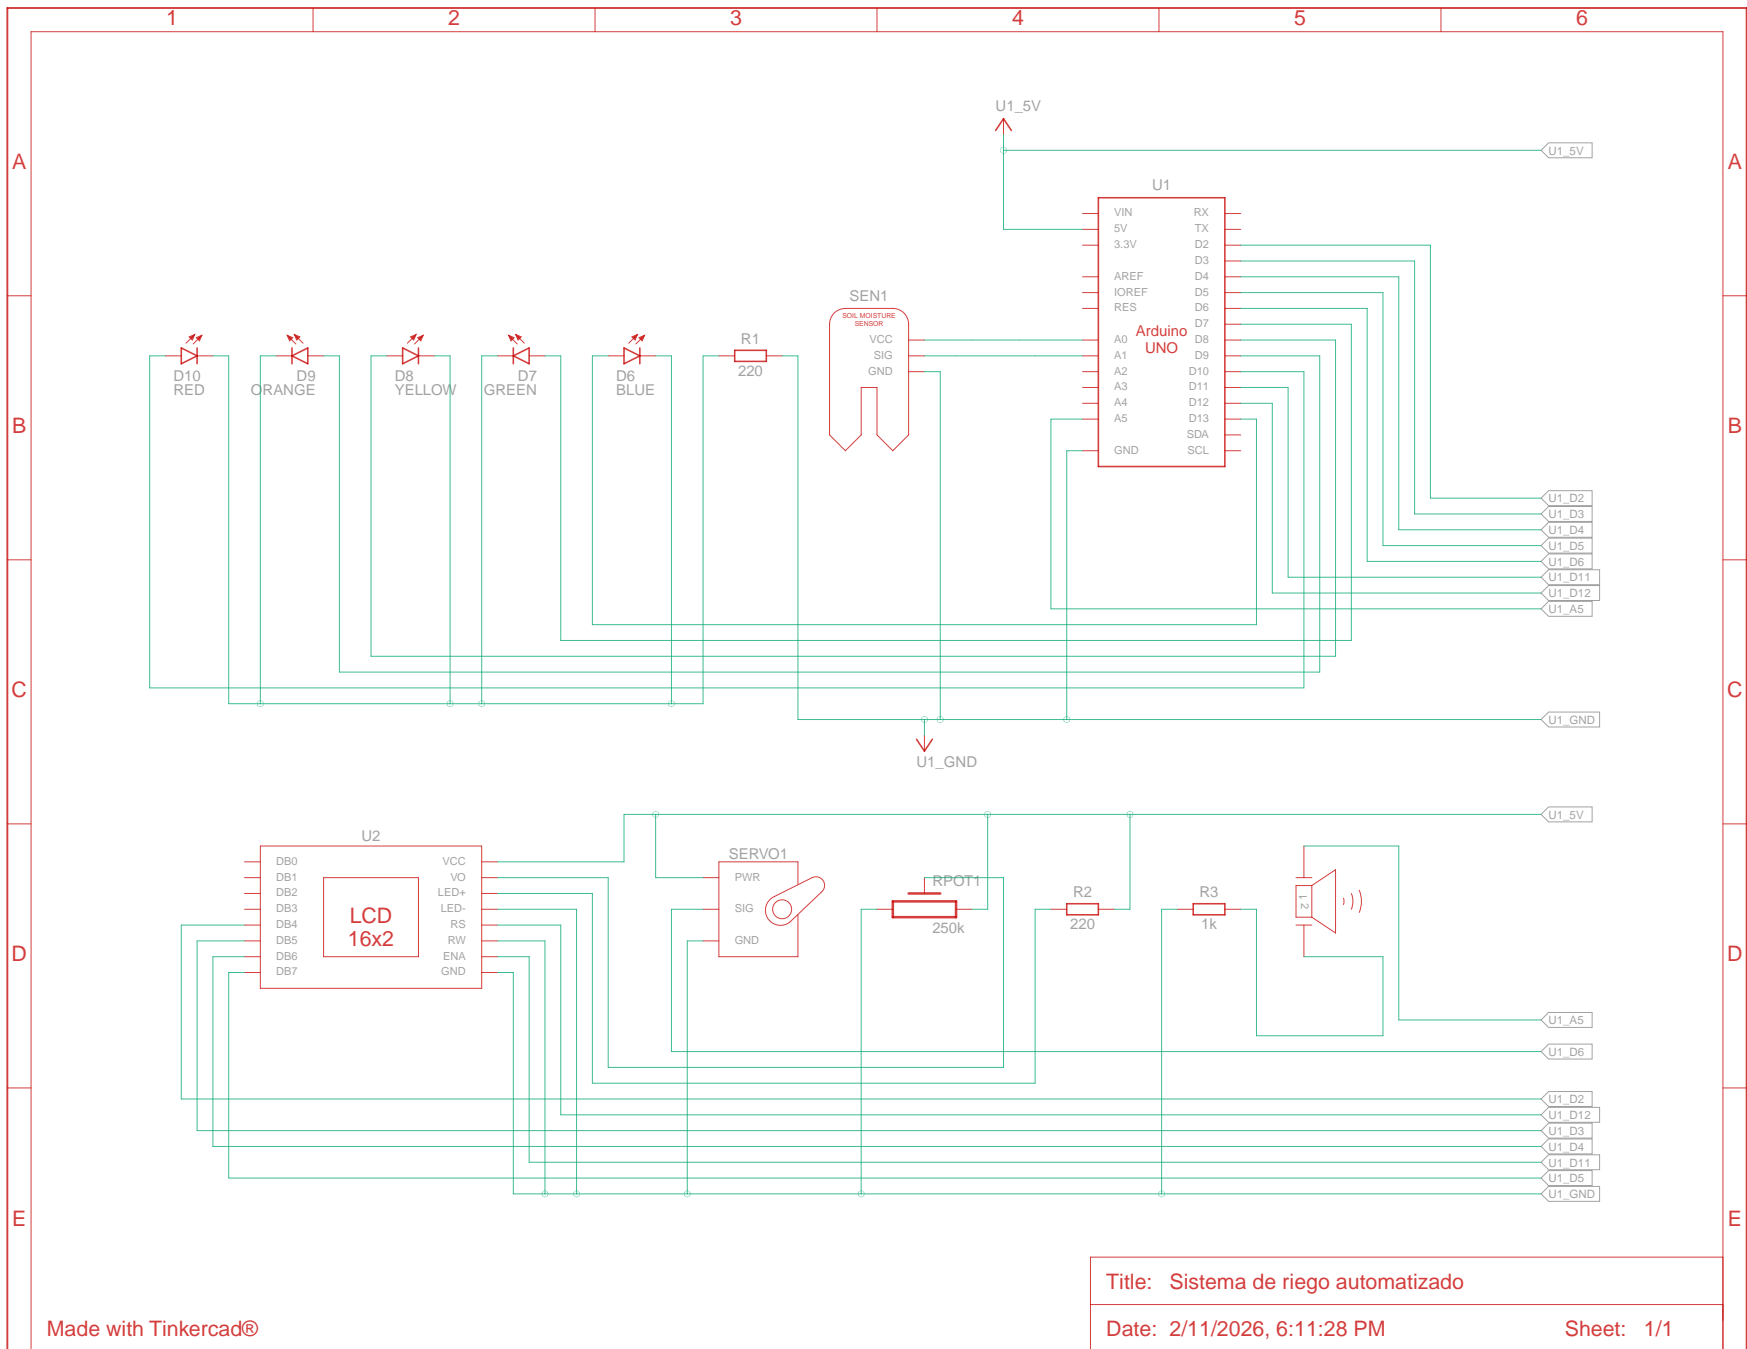 1 2 3 4 5 6
U1_5V
A U1_5V A
U1
VIN RX
5V TX
3.3V D2
D3
AREF D4
IOREF D5
RES D6
D7
Arduino
UNO
A0 D8
A1 D9
A2 D10
A3 D11
A4 D12
A5 D13
SDA
GND SCL
SEN1
SOIL MOISTURE
SENSOR
VCC
SIG
GND
R1
220
D10
RED
D9
ORANGE
D8
YELLOW
D7
GREEN
D6
BLUE
B B
U1_D2
U1_D3
U1_D4
U1_D5
U1_D6
U1_D11
U1_D12
U1_A5
C C
U1_GND
U1_GND
U1_5V
U2
DB0 VCC
DB1 VO
DB2 LED+
DB3 LED-
DB4 RS
DB5 RW
DB6 ENA
DB7 GND
LCD
16x2
SERVO1
PWR
SIG
GND
RPOT1
250k
R2
220
R3
1k
1 2
D D
U1_A5
U1_D6
U1_D2
U1_D12
U1_D3
U1_D4
U1_D11
U1_D5
U1_GND
E E
Title: Sistema de riego automatizado
Made with Tinkercad®
Date: 2/11/2026, 6:11:28 PM Sheet: 1/1